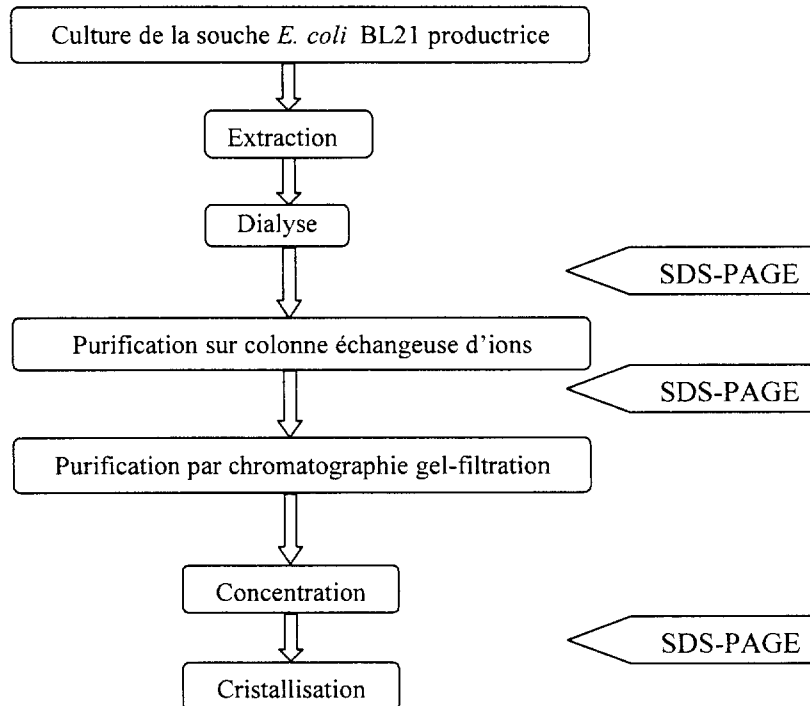 Culture de la souche E. coli BL21 productrice
Extraction
Dialyse
SDS-PAGE
Purification sur colonne échangeuse d'ions
SDS-PAGE
Purification par chromatographie gel-filtration
Concentration
SDS-PAGE
Cristallisation